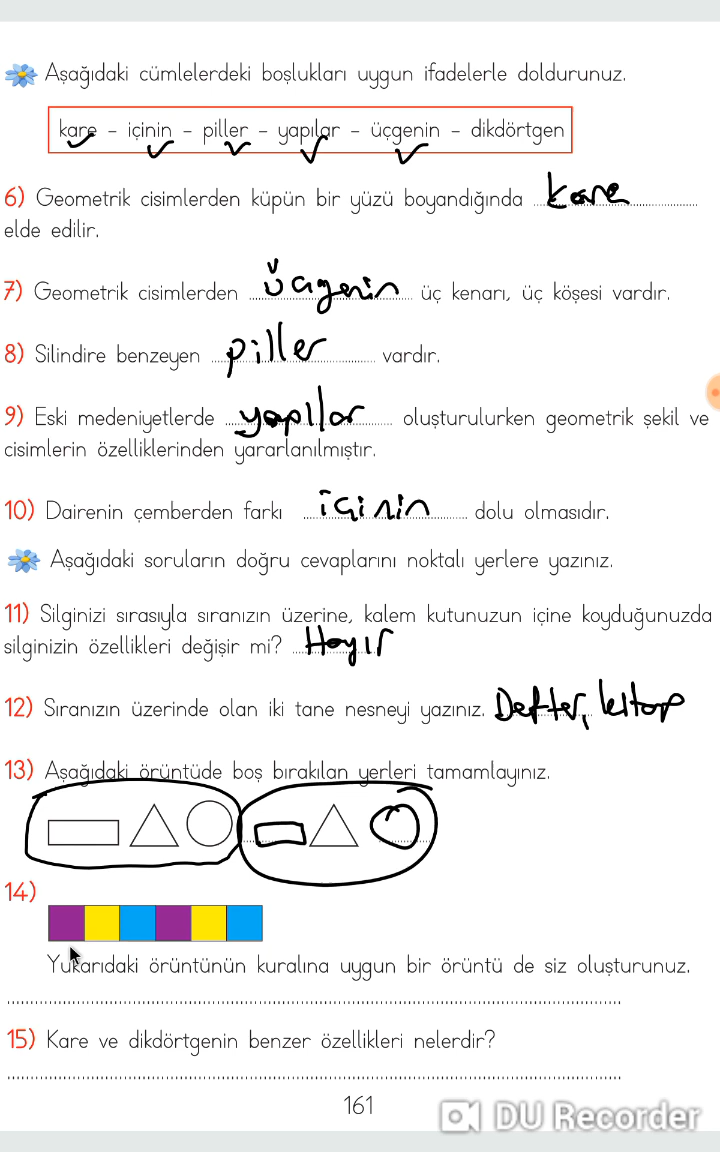 Aşağıdaki cümlelerdeki boşlukları uygun ifadelerle doldurunuz.
kare - içinin - piller - yapılar - üçgenin - dikdörtgen
6) Geometrik cisimlerden küpün bir yüzü boyandığında kare
elde edilir.
7) Geometrik cisimlerden üçgenin üç kenarı, üç köşesi vardır.
8) Silindire benzeyen piller vardır.
9) Eski medeniyetlerde yapılar oluşturulurken geometrik şekil ve
cisimlerin özelliklerinden yararlanılmıştır.
10) Dairenin çemberden farkı içinin dolu olmasıdır.
Aşağıdaki soruların doğru cevaplarını noktalı yerlere yazınız.
11) Silginizi sırasıyla sıranızın üzerine, kalem kutunuzun içine koyduğunuzda
silginizin özellikleri değişir mi? Hayır
12) Sıranızın üzerinde olan iki tane nesneyi yazınız. Defter, kitap
13) Aşağıdaki örüntüde boş bırakılan yerleri tamamlayınız.
14)
Yukarıdaki örüntünün kuralına uygun bir örüntü de siz oluşturunuz.
15) Kare ve dikdörtgenin benzer özellikleri nelerdir?
161
DU Recorder